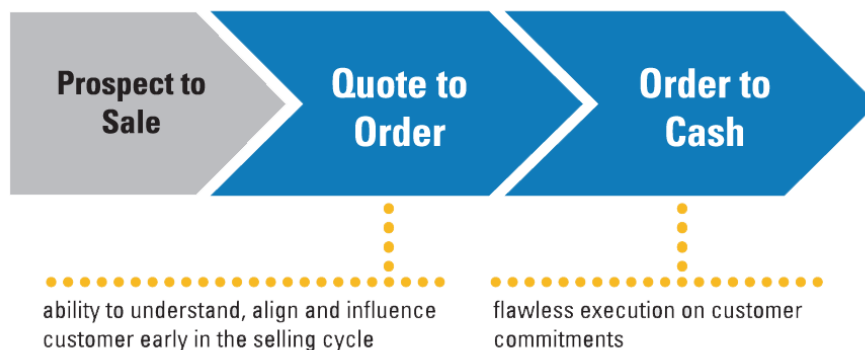 Prospect to
Sale
Quote to
Order
Order to
Cash
ability to understand, align and influence
customer early in the selling cycle
flawless execution on customer
commitments